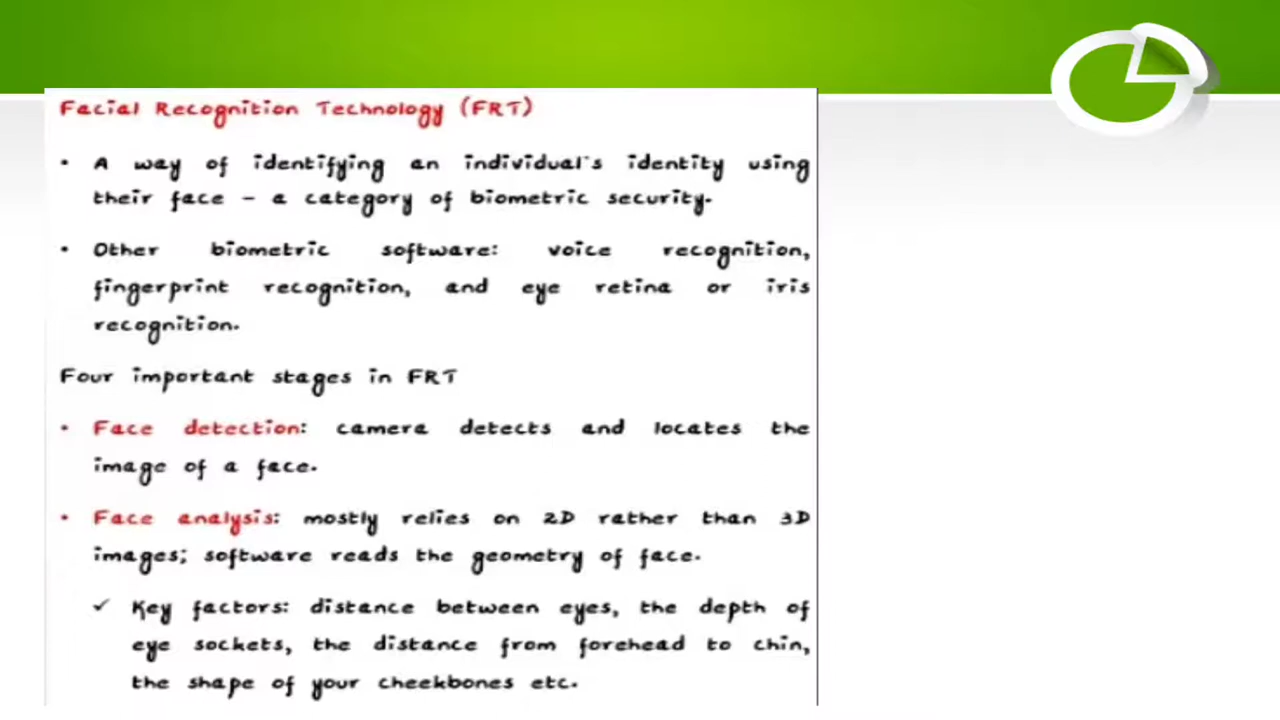 Facial Recognition Technology (FRT)
• A way of identifying an individual's identity using
their face – a category of biometric security.
• Other biometric software: voice recognition,
fingerprint recognition, and eye retina or iris
recognition.
Four important stages in FRT
• Face detection: camera detects and locates the
image of a face.
• Face analysis: mostly relies on 2D rather than 3D
images; software reads the geometry of face.
✓ Key factors: distance between eyes, the depth of
eye sockets, the distance from forehead to chin,
the shape of your cheekbones etc.